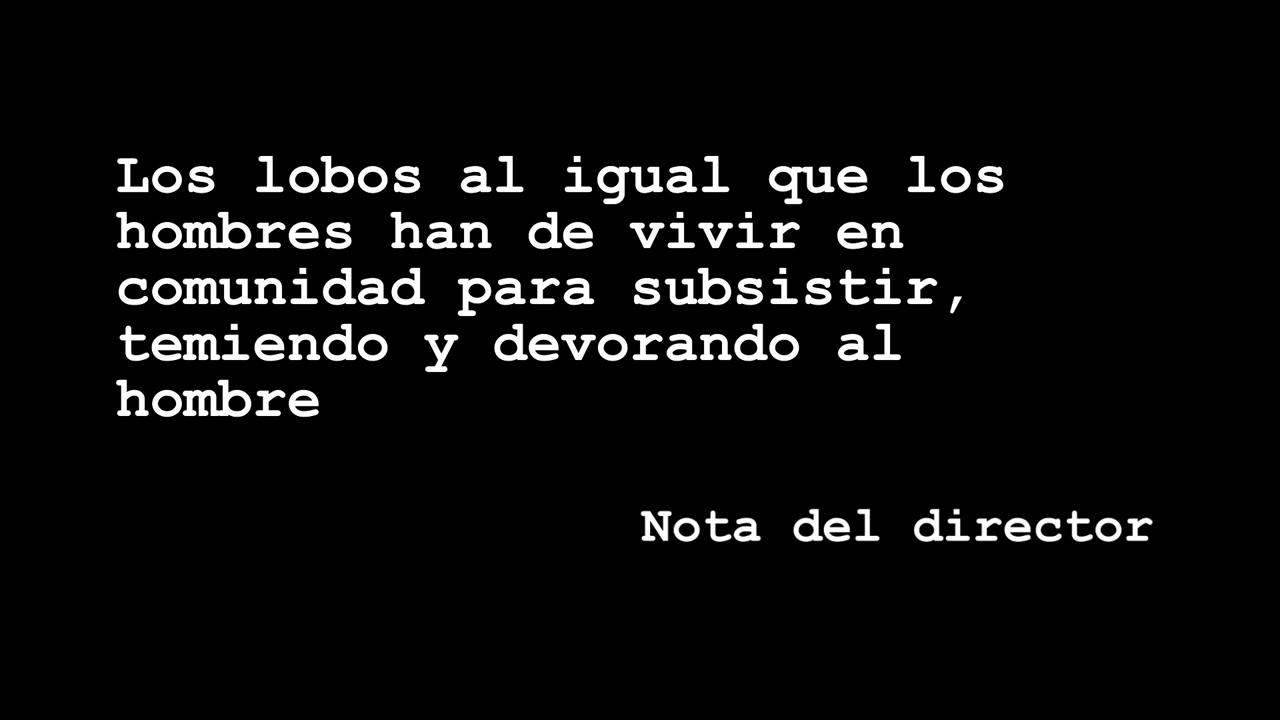 Los lobos al igual que los
hombres han de vivir en
comunidad para subsistir,
temiendo y devorando al
hombre
Nota del director